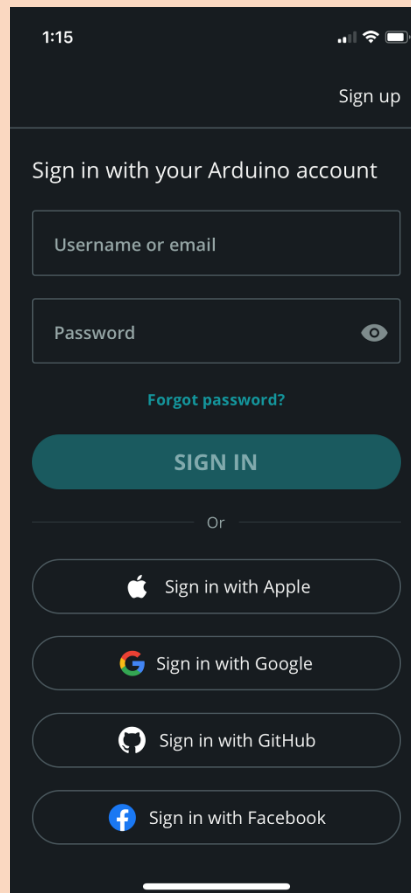 1:15
Sign up
Sign in with your Arduino account
Username or email
Password
Forgot password?
SIGN IN
Or
Sign in with Apple
Sign in with Google
Sign in with GitHub
Sign in with Facebook